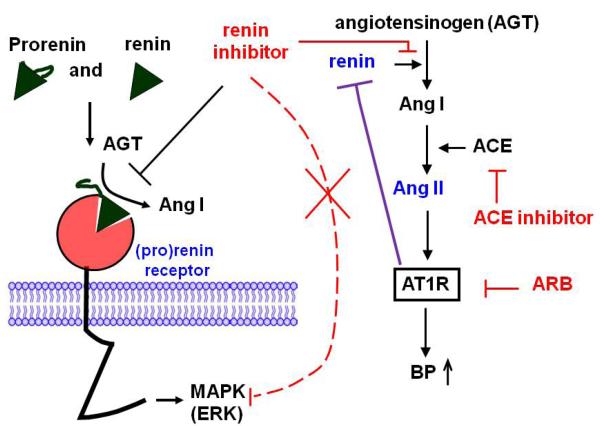 Prorenin
and
renin
AGT
Ang I
(pro)renin
receptor
MAPK
(ERK)
renin
inhibitor
angiotensinogen (AGT)
renin
Ang I
ACE
Ang II
ACE inhibitor
AT1R
ARB
BP